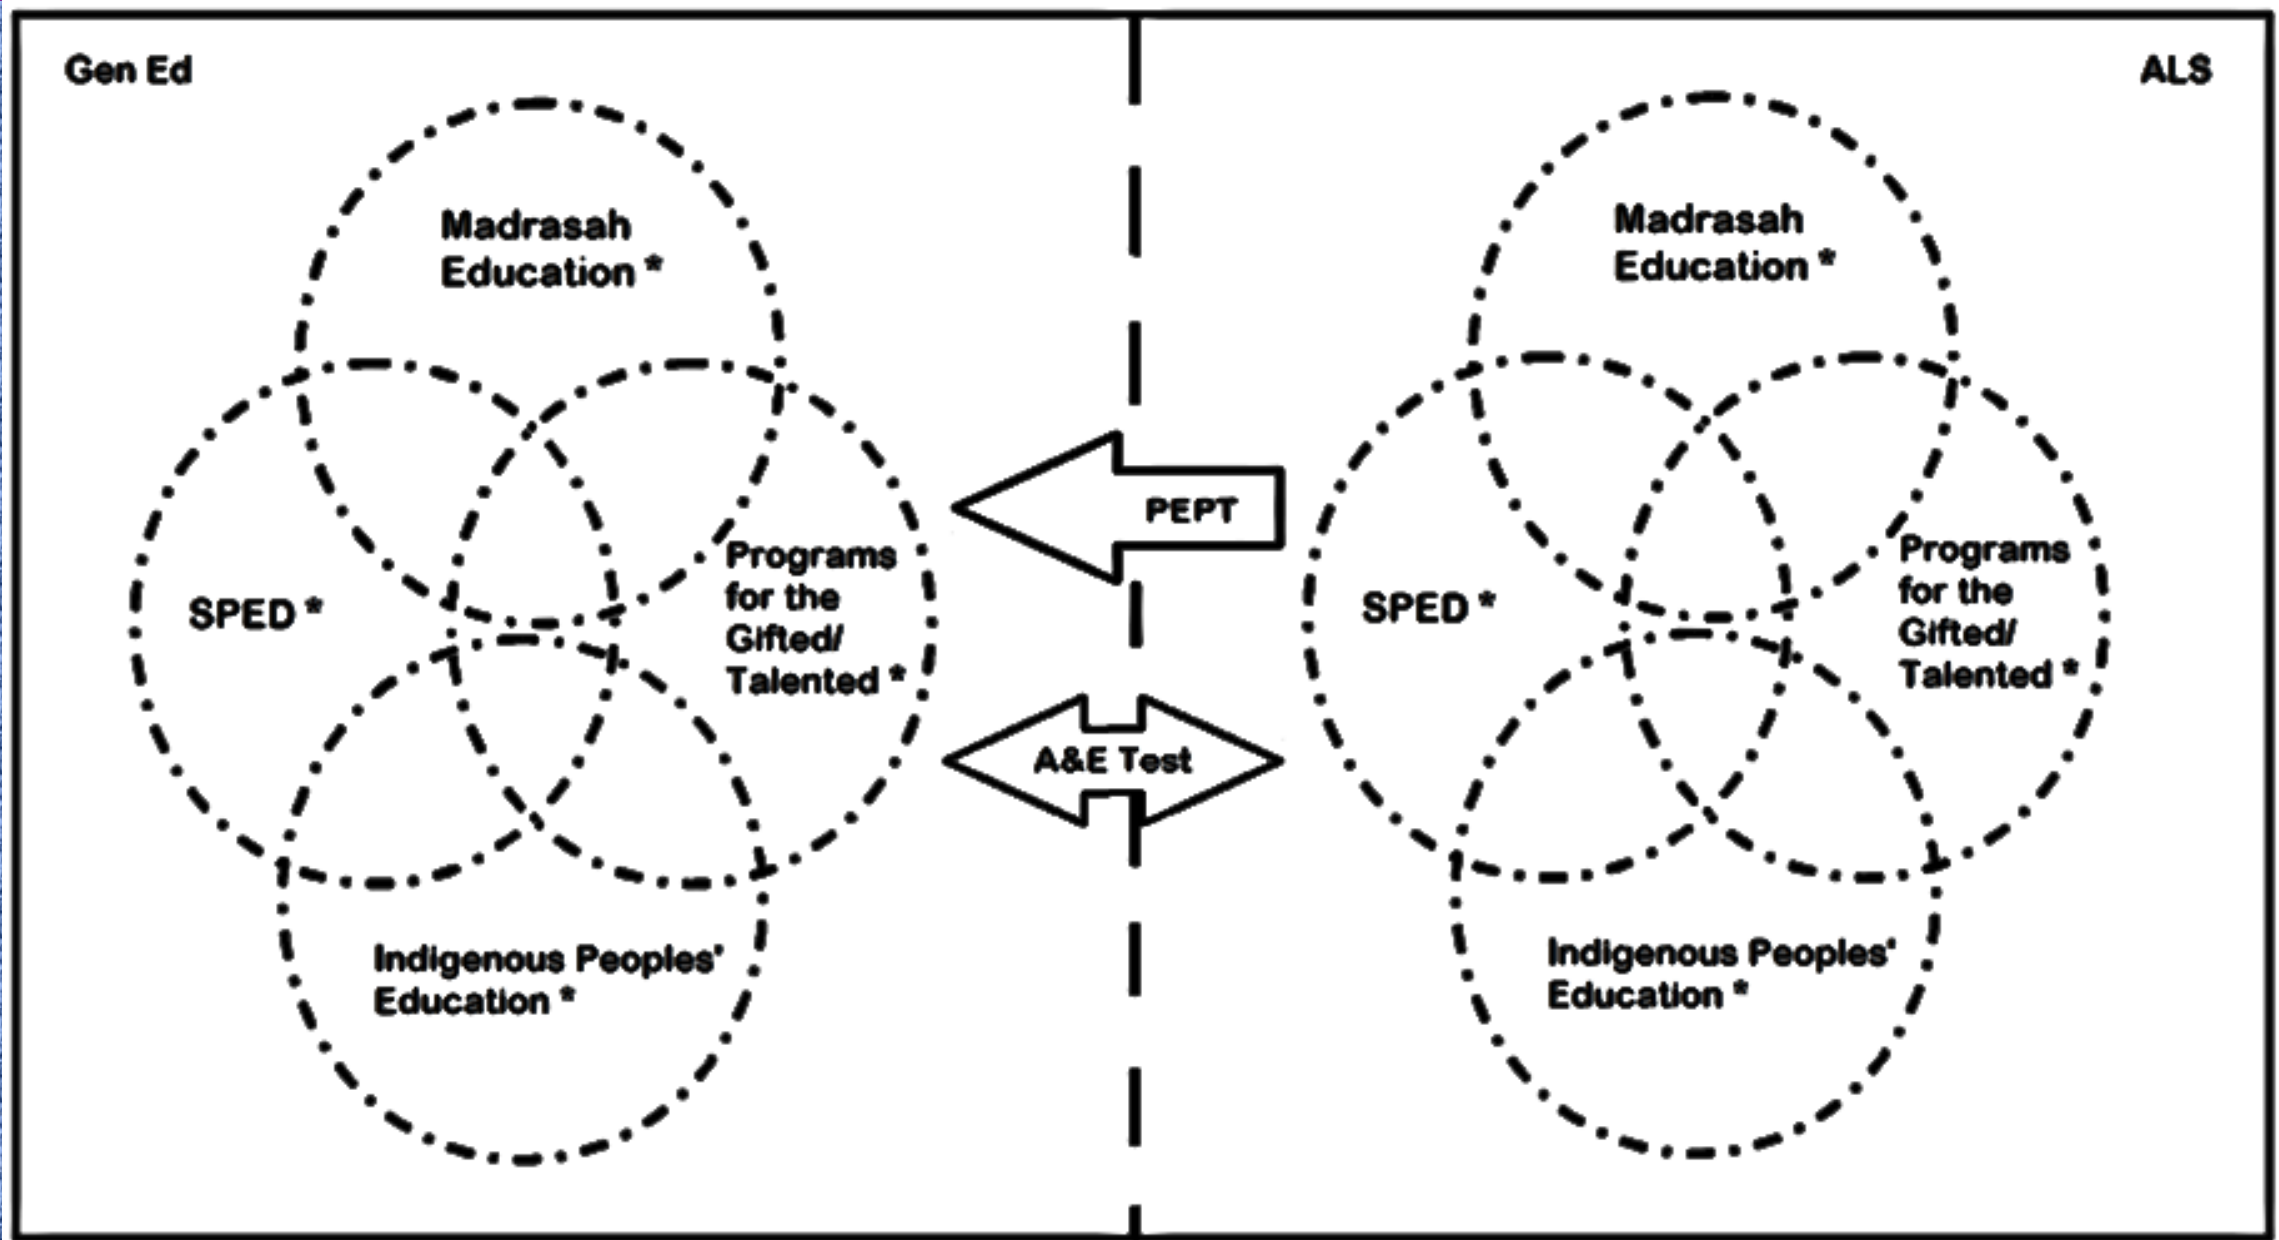 Gen Ed
Madrasah
Education *
SPED *
Programs
for the
Gifted/
Talented *
Indigenous Peoples'
Education *
PEPT
A&E Test
ALS
Madrasah
Education *
SPED *
Programs
for the
Gifted/
Talented *
Indigenous Peoples'
Education *